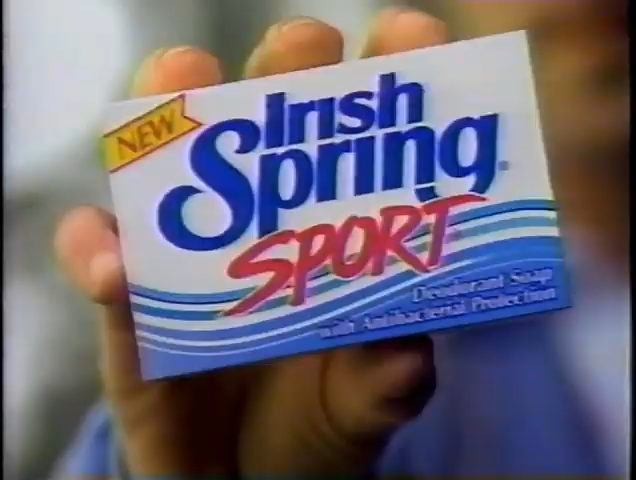 NEW
Irish
Spring®
SPORT
Deodorant Soap
with Antibacterial Protection